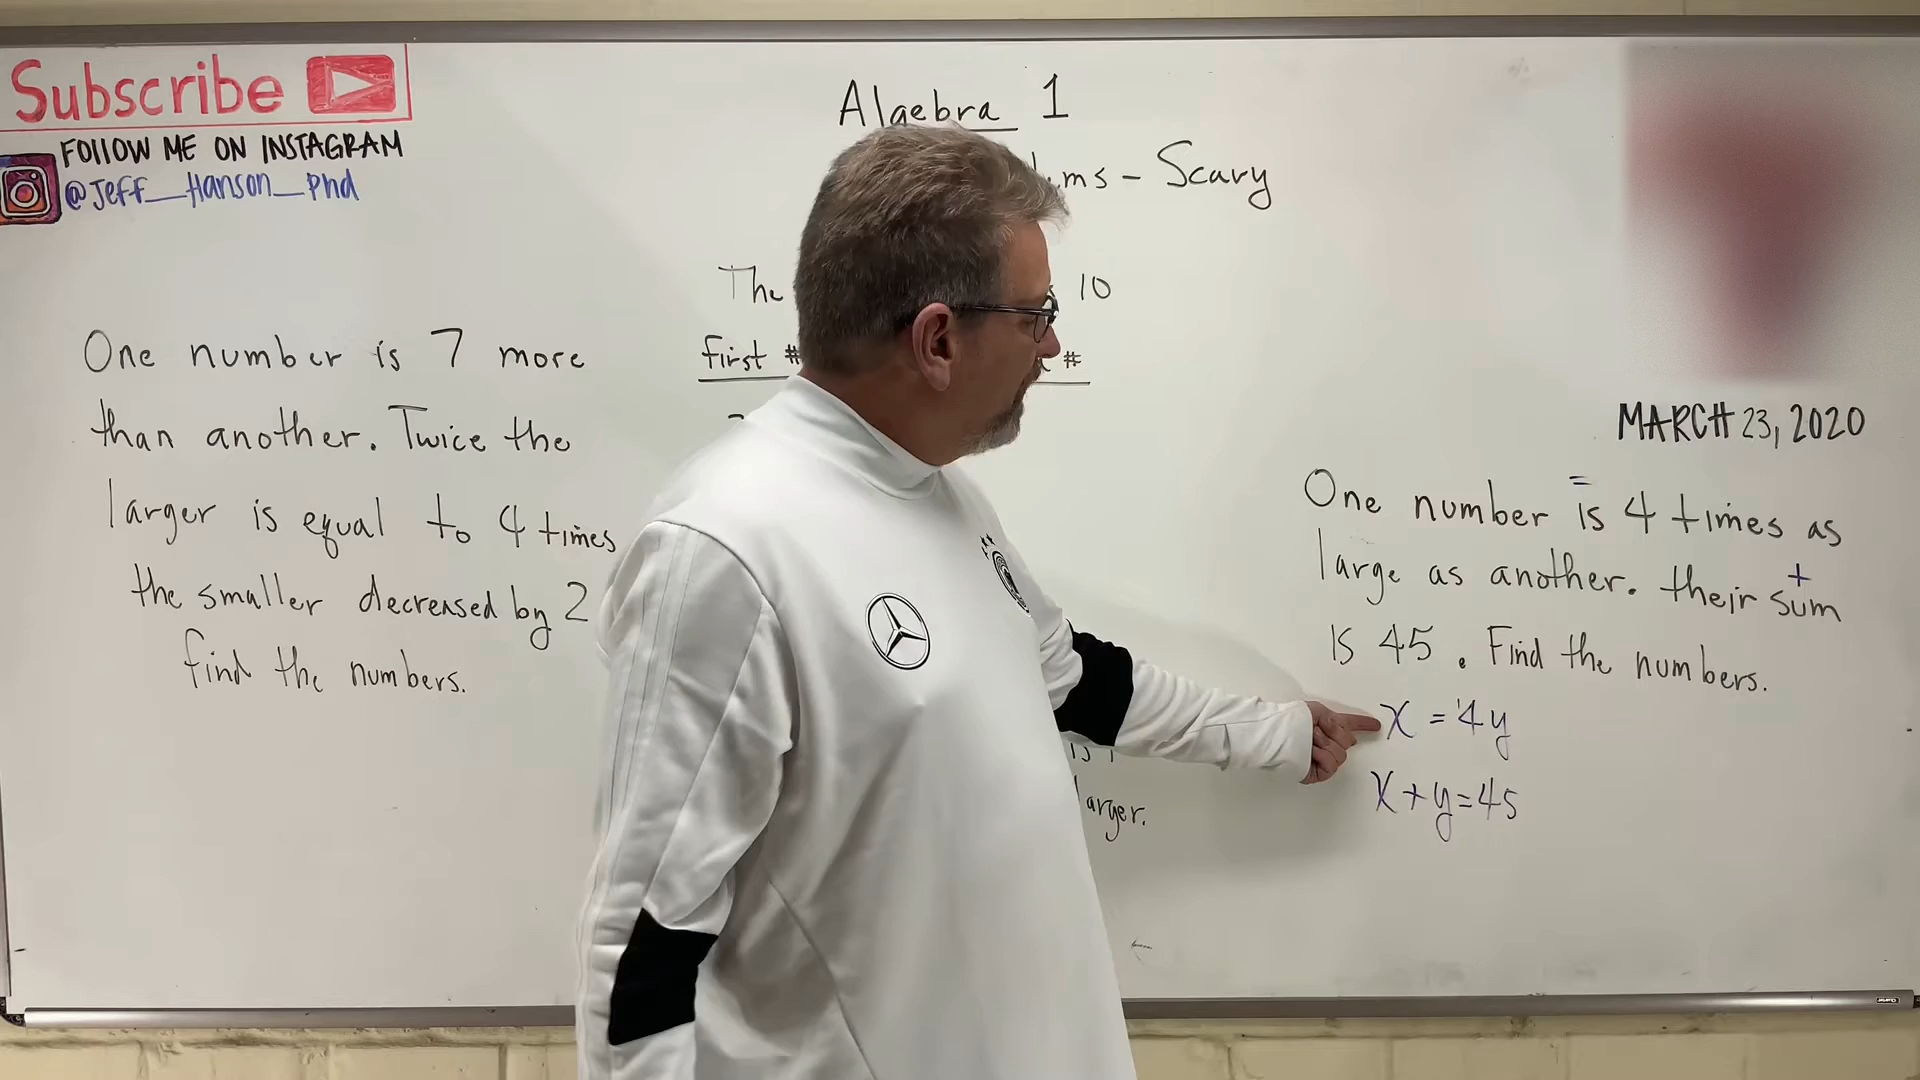 Subscribe
FOllOW ME ON INSTAGRAM
@Jeff_Hanson_Phd
Algebra 1
- Scary
The 10
first # #
One number is 7 more
than another. Twice the
larger is equal to 4 times
the smaller decreased by 2
find the numbers.
larger.
MARCH 23, 2020
=
One number is 4 times as
large as another. their sum
+
is 45. Find the numbers.
x = 4y
x+y=45